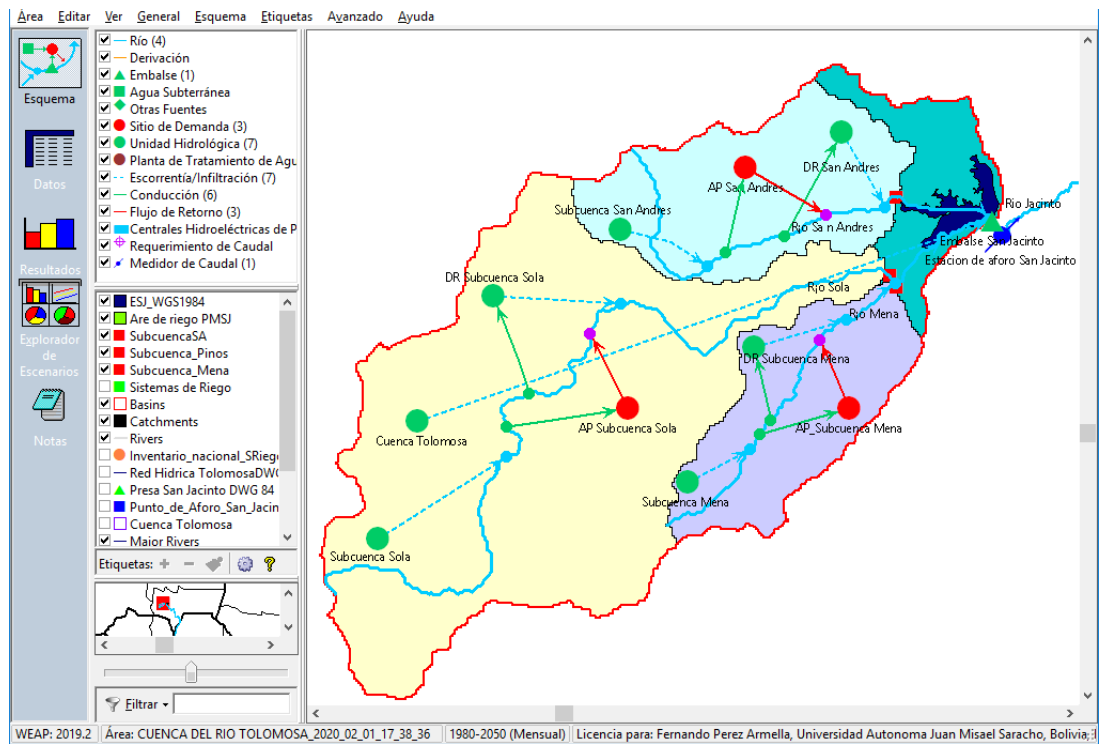 Área Editar Ver General Esquema Etiquetas Avanzado Ayuda
Esquema
Datos
Resultados
Explorador
de
Escenarios
Notas
Río (4)
Derivación
Embalse (1)
Agua Subterránea
Otras Fuentes
Sitio de Demanda (3)
Unidad Hidrológica (7)
Planta de Tratamiento de Agu
Escorrentía/Infiltración (7)
Conducción (6)
Flujo de Retorno (3)
Centrales Hidroeléctricas de P
Requerimiento de Caudal
Medidor de Caudal (1)
ESJ_WGS1984
Are de riego PMSJ
SubcuencaSA
Subcuenca_Pinos
Subcuenca_Mena
Sistemas de Riego
Basins
Catchments
Rivers
Inventario_nacional_SRieg
Red Hidrica TolomosaDWG
Presa San Jacinto DWG 84
Punto_de_Aforo_San_Jacin
Cuenca Tolomosa
Major Rivers
Etiquetas:
Filtrar
DR San Andres
AP San Andres
Subcuenca San Andres
Rio Sa n Andres
Rio Jacinto
Embalse San Jacinto
Estacion de aforo San Jacinto
DR Subcuenca Sola
Rio Sola
Rio Mena
DR Subcuenca Mena
Cuenca Tolomosa
AP Subcuenca Sola
AP_Subcuenca Mena
Subcuenca Mena
Subcuenca Sola
WEAP: 2019.2 Área: CUENCA DEL RIO TOLOMOSA_2020_02_01_17_38_36 1980-2050 (Mensual) Licencia para: Fernando Perez Armella, Universidad Autonoma Juan Misael Saracho, Bolivia,